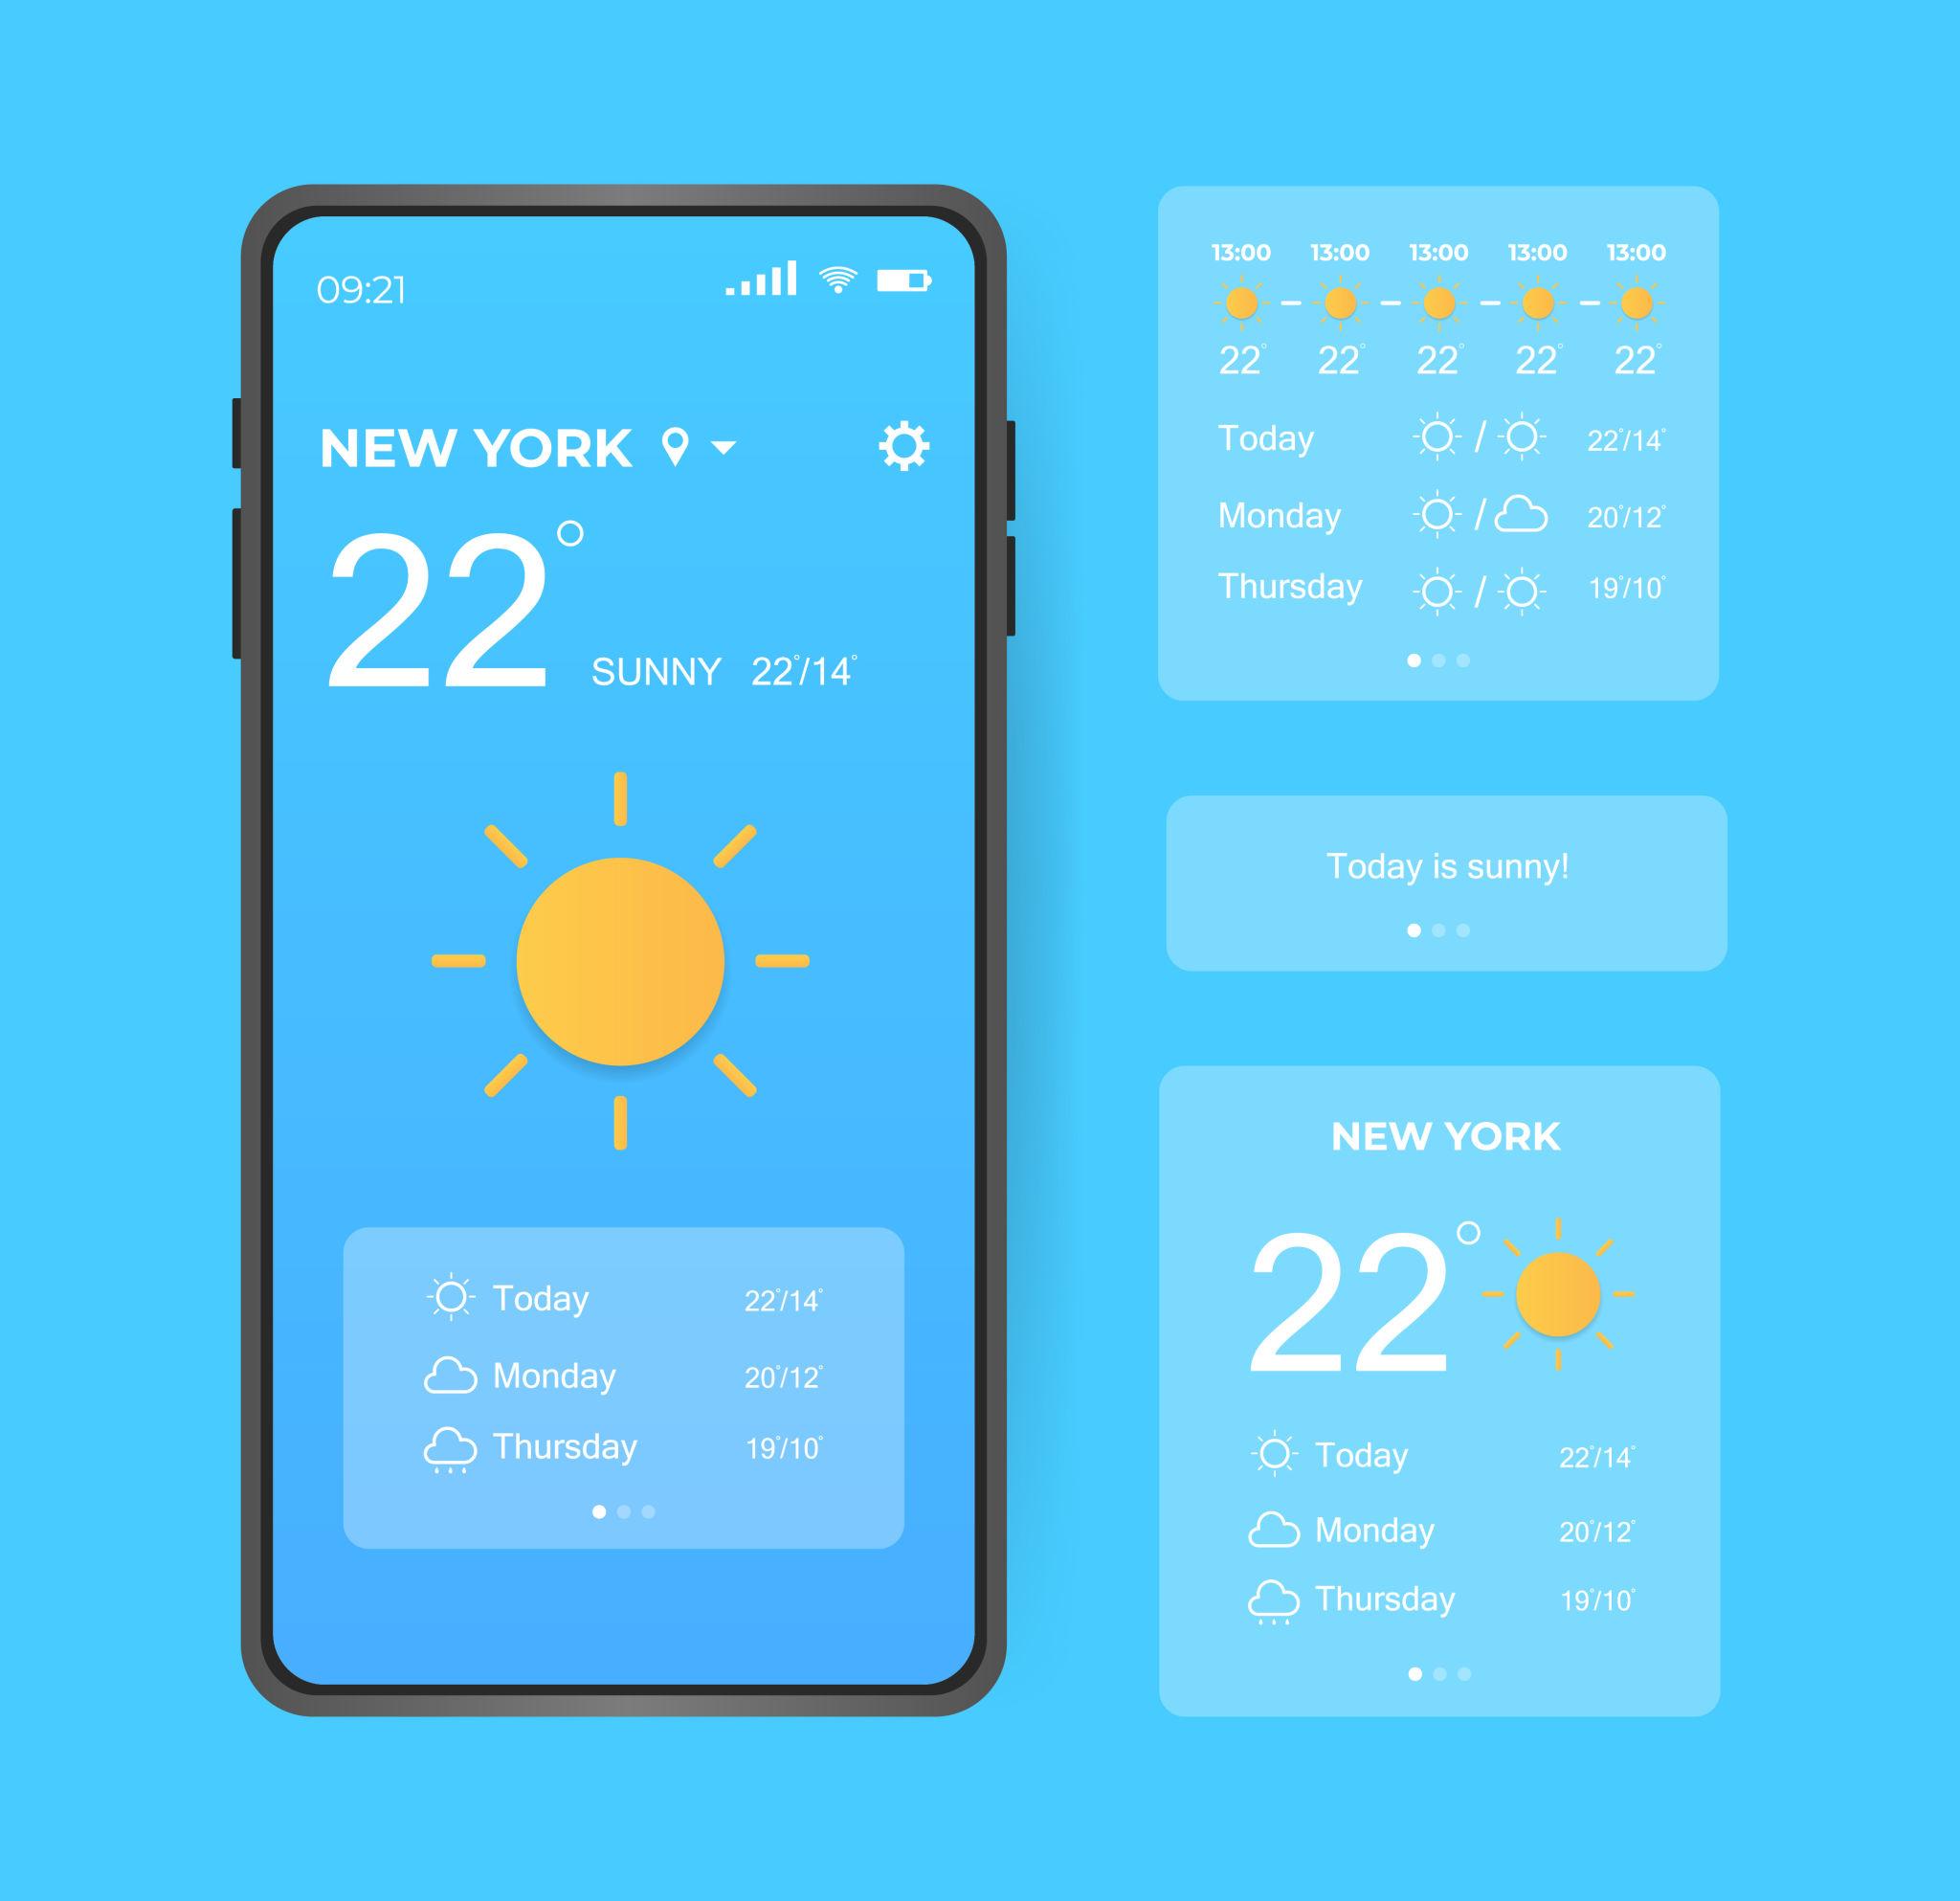 09:21
NEW YORK
22°
SUNNY 22°/14°
Today 22°/14°
Monday 20°/12°
Thursday 19°/10°
13:00 13:00 13:00 13:00 13:00
22° 22° 22° 22° 22°
Today / 22°/14°
Monday / 20°/12°
Thursday / 19°/10°
Today is sunny!
NEW YORK
22°
Today 22°/14°
Monday 20°/12°
Thursday 19°/10°